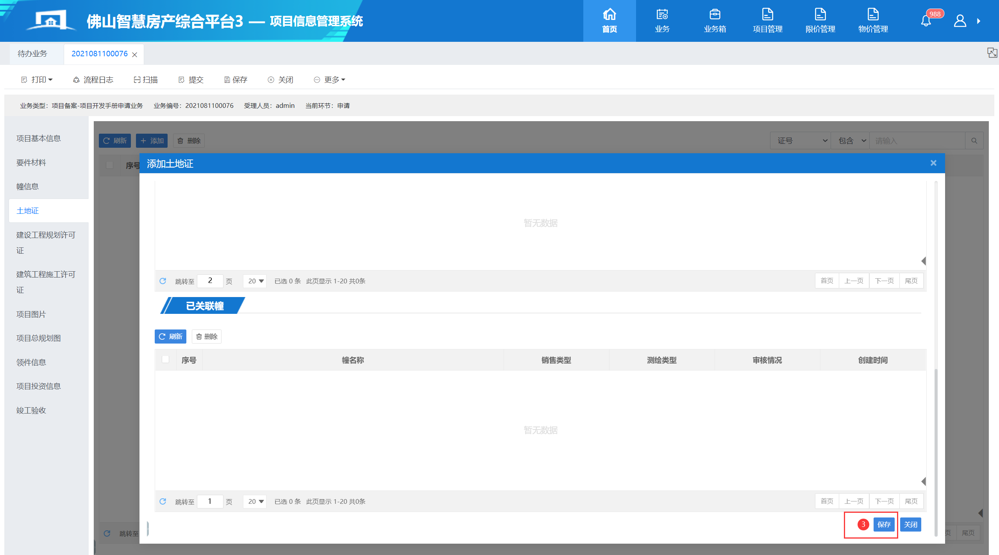 佛山智慧房产综合平台3 — 项目信息管理系统
首页
业务
业务箱
项目管理
限价管理
物价管理
988
待办业务
2021081100076
打印
流程日志
扫描
提交
保存
关闭
更多
业务类型：项目备案-项目开发手册申请业务 业务编号：2021081100076 受理人员：admin 当前环节：申请
项目基本信息
要件材料
幢信息
土地证
建设工程规划许可
证
建筑工程施工许可
证
项目图片
项目总规划图
领件信息
项目投资信息
竣工验收
刷新
添加
删除
证号
包含
请输入
序号
添加土地证
暂无数据
跳转至 2 页 20 已选 0 条 此页显示 1-20 共0条
首页 上一页 下一页 尾页
已关联幢
刷新
删除
序号 幢名称 销售类型 测绘类型 审核情况 创建时间
暂无数据
跳转至 1 页 20 已选 0 条 此页显示 1-20 共0条
首页 上一页 下一页 尾页
3
保存
关闭
跳转至
页
尾页